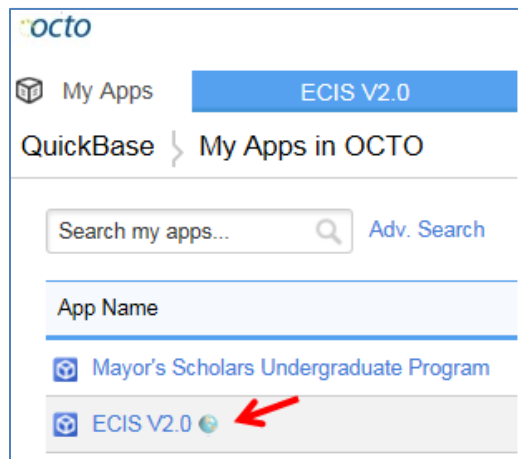 octo
My Apps ECIS V2.0
QuickBase My Apps in OCTO
Search my apps... Adv. Search
App Name
Mayor's Scholars Undergraduate Program
ECIS V2.0